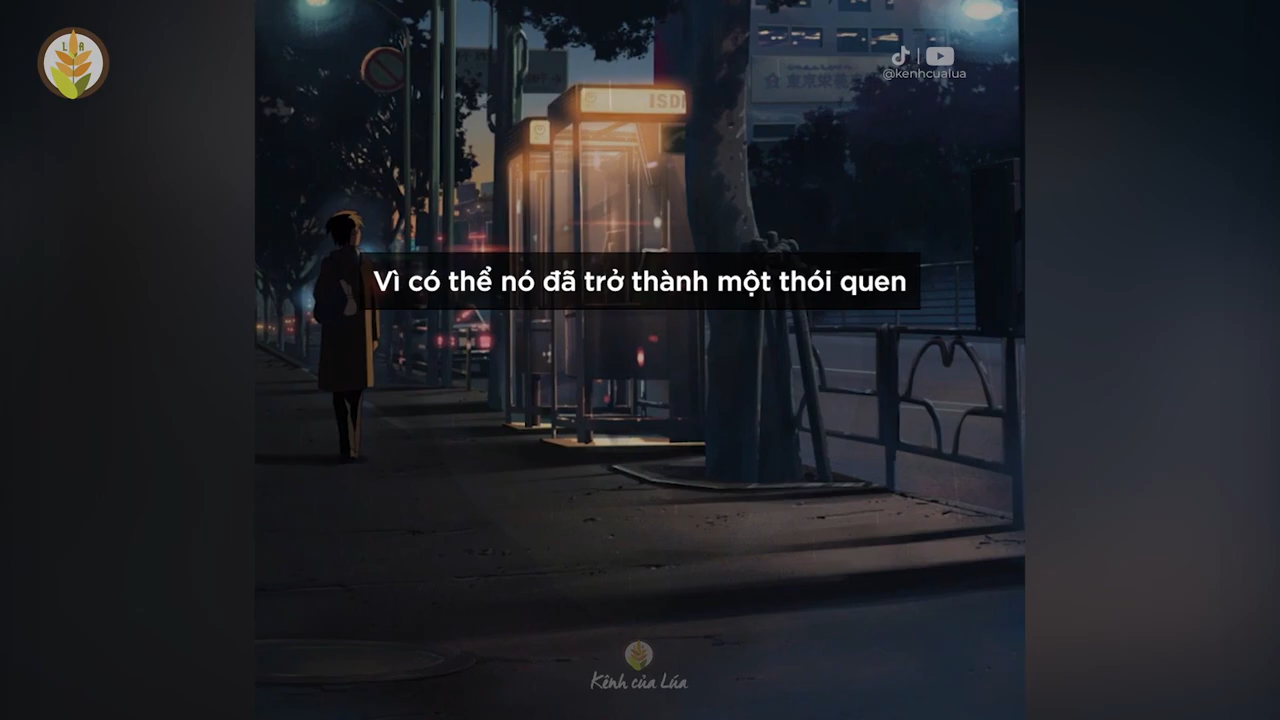 L A
@kenhcualua
ISD
Vì có thể nó đã trở thành một thói quen
Kênh của Lúa